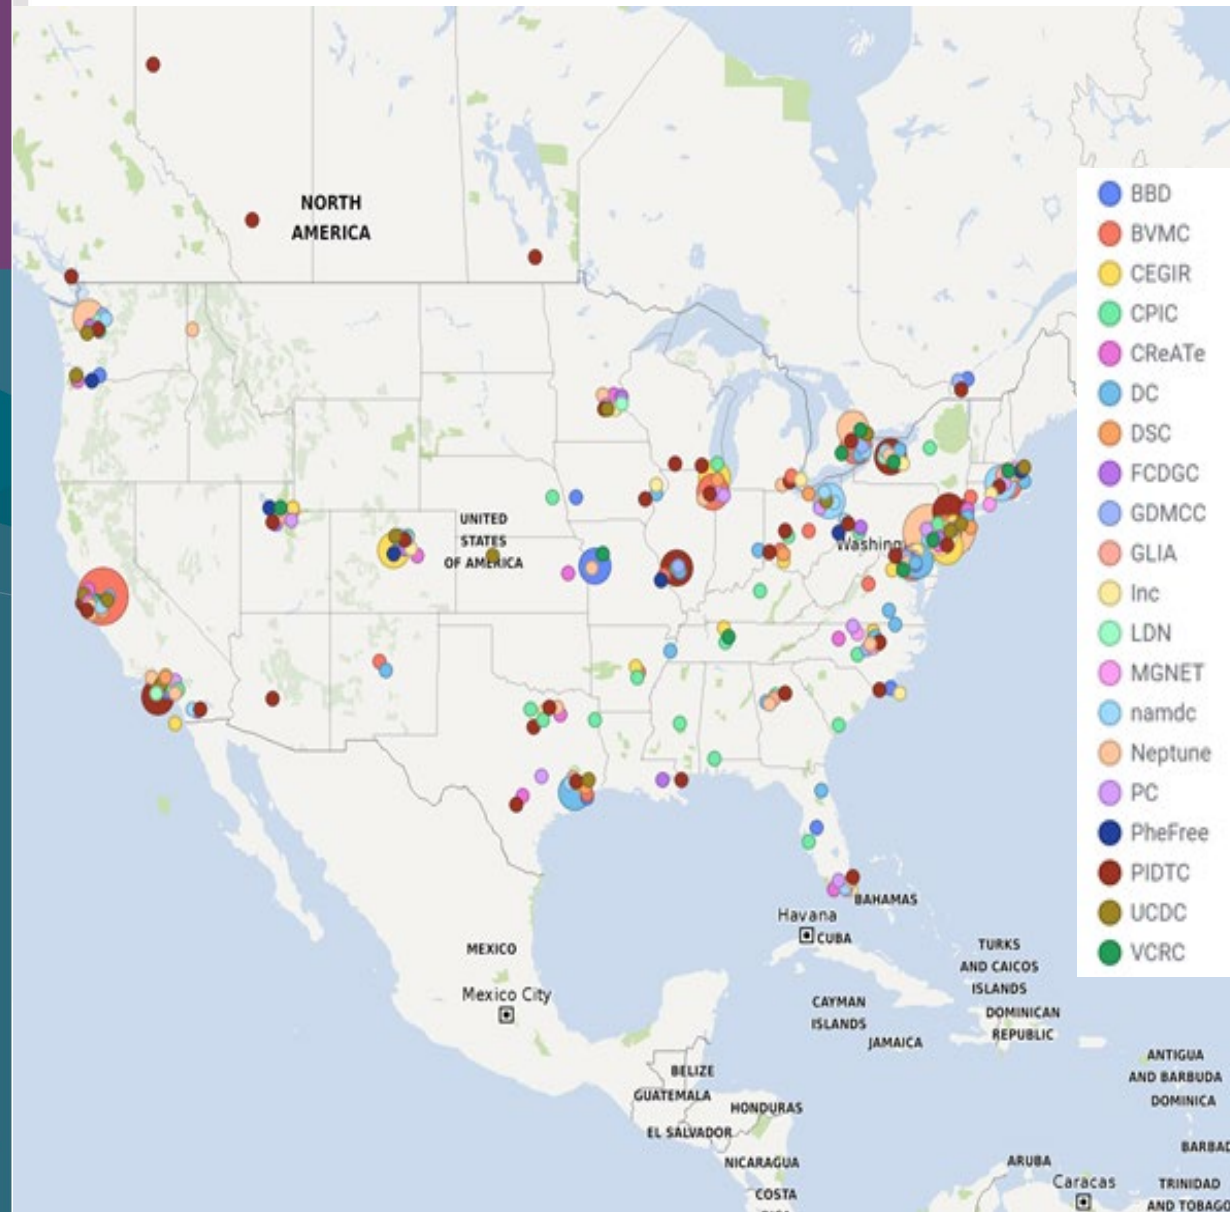 NORTH
AMERICA
BBD
BVMC
CEGIR
CPIC
CReATe
DC
DSC
FCDGC
GDMCC
GLIA
Inc
LDN
MGNET
namdc
Neptune
PC
PheFree
PIDTC
UCDC
VCRC
UNITED
STATES
OF AMERICA
Washing
BAHAMAS
Havana
CUBA
MEXICO
Mexico City
TURKS
AND CAICOS
ISLANDS
CAYMAN
ISLANDS
DOMINICAN
REPUBLIC
JAMAICA
BELIZE
GUATEMALA
HONDURAS
EL SALVADOR
NICARAGUA
COSTA
ANTIGUA
AND BARBUDA
DOMINICA
BARBAD
ARUBA
Caracas
TRINIDAD
AND TOBAGO